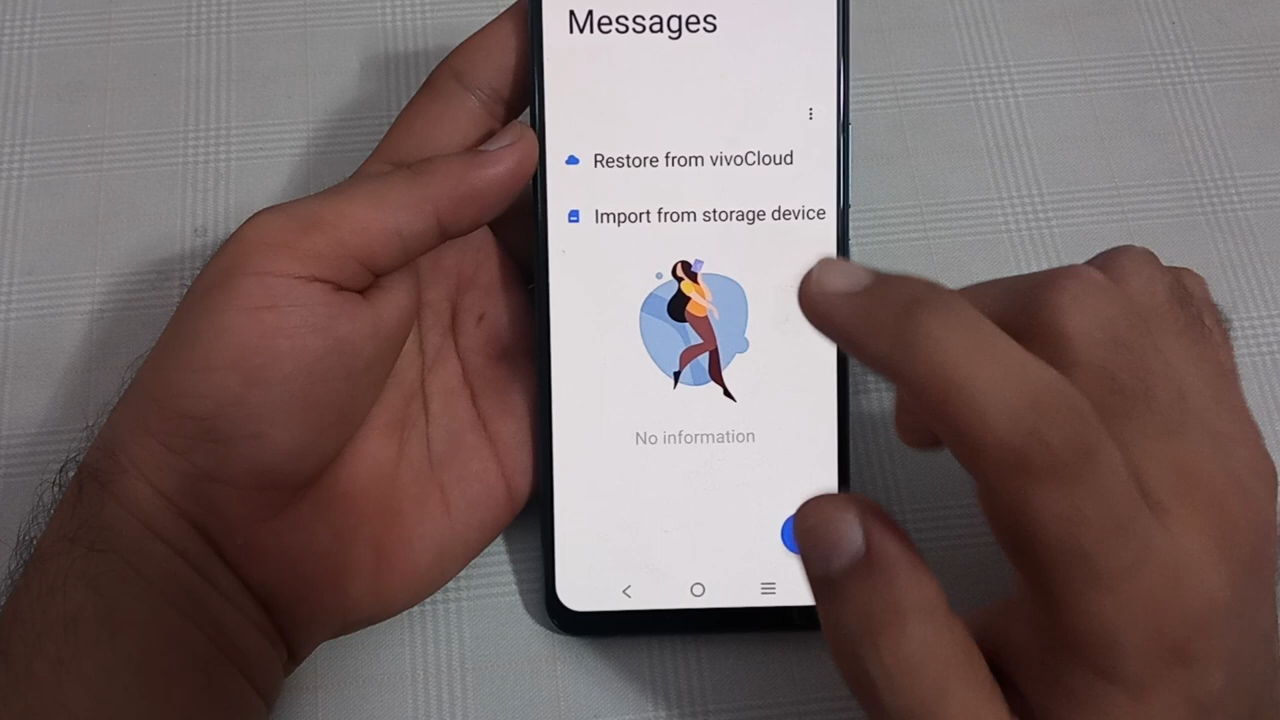 Messages
Restore from vivoCloud
Import from storage device
No information